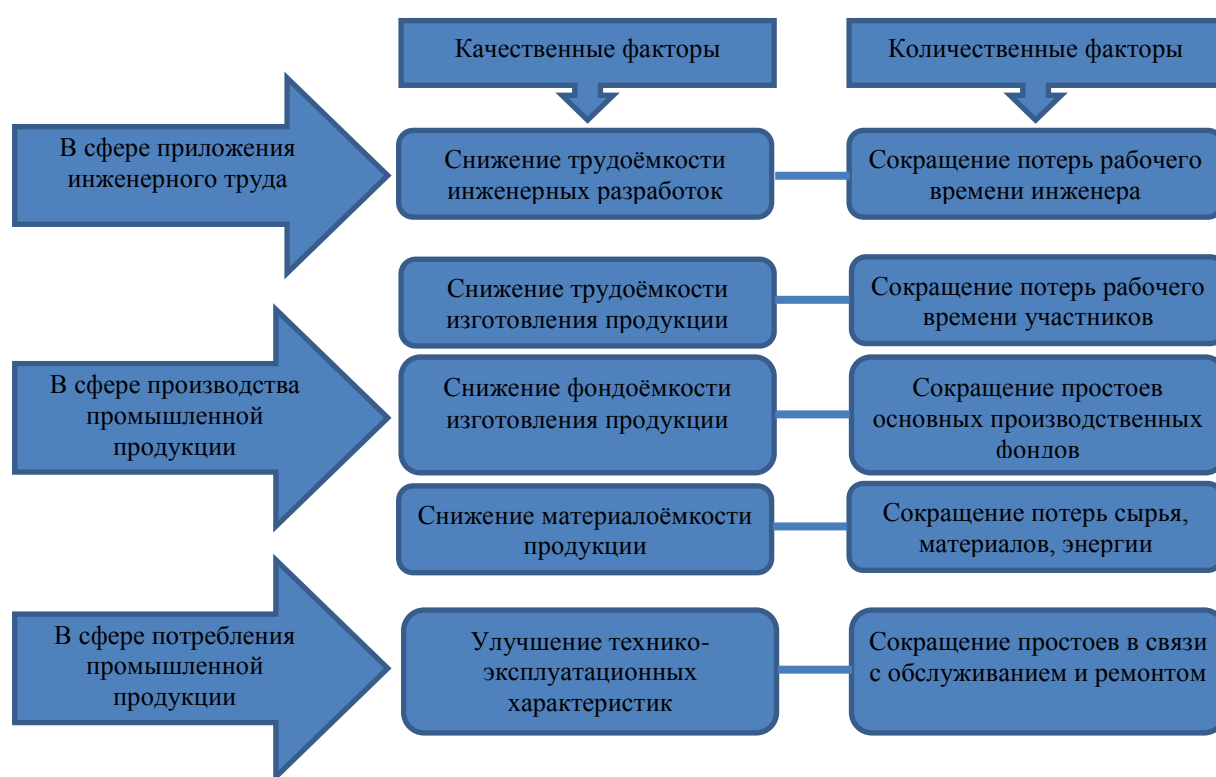 Качественные факторы
Количественные факторы
В сфере приложения
инженерного труда
Снижение трудоёмкости
инженерных разработок
Сокращение потерь рабочего
времени инженера
Снижение трудоёмкости
изготовления продукции
Сокращение потерь рабочего
времени участников
В сфере производства
промышленной
продукции
Снижение фондоёмкости
изготовления продукции
Сокращение простоев
основных производственных
фондов
Снижение материалоёмкости
продукции
Сокращение потерь сырья,
материалов, энергии
В сфере потребления
промышленной
продукции
Улучшение технико-
эксплуатационных
характеристик
Сокращение простоев в связи
с обслуживанием и ремонтом